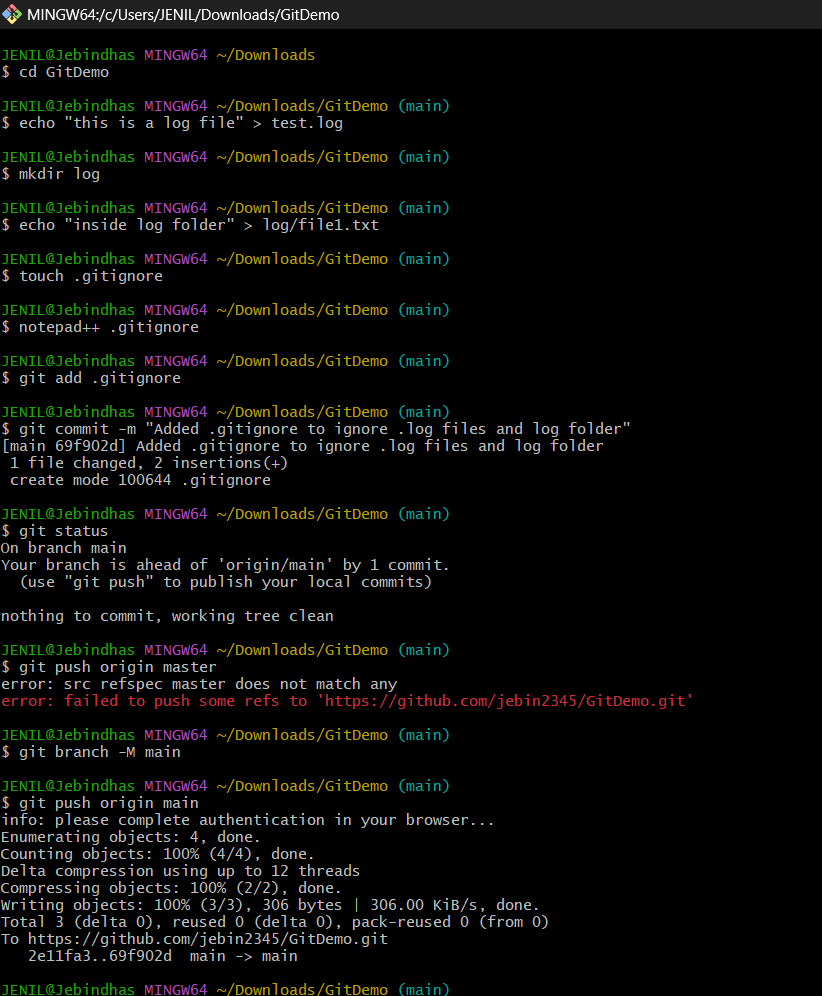 MINGW64:/c/Users/JENIL/Downloads/GitDemo
JENIL@Jebindhas MINGW64 ~/Downloads
$ cd GitDemo
JENIL@Jebindhas MINGW64 ~/Downloads/GitDemo (main)
$ echo "this is a log file" > test.log
JENIL@Jebindhas MINGW64 ~/Downloads/GitDemo (main)
$ mkdir log
JENIL@Jebindhas MINGW64 ~/Downloads/GitDemo (main)
$ echo "inside log folder" > log/file1.txt
JENIL@Jebindhas MINGW64 ~/Downloads/GitDemo (main)
$ touch .gitignore
JENIL@Jebindhas MINGW64 ~/Downloads/GitDemo (main)
$ notepad++ .gitignore
JENIL@Jebindhas MINGW64 ~/Downloads/GitDemo (main)
$ git add .gitignore
JENIL@Jebindhas MINGW64 ~/Downloads/GitDemo (main)
$ git commit -m "Added .gitignore to ignore .log files and log folder"
[main 69f902d] Added .gitignore to ignore .log files and log folder
 1 file changed, 2 insertions(+)
 create mode 100644 .gitignore
JENIL@Jebindhas MINGW64 ~/Downloads/GitDemo (main)
$ git status
On branch main
Your branch is ahead of 'origin/main' by 1 commit.
  (use "git push" to publish your local commits)
nothing to commit, working tree clean
JENIL@Jebindhas MINGW64 ~/Downloads/GitDemo (main)
$ git push origin master
error: src refspec master does not match any
error: failed to push some refs to 'https://github.com/jebin2345/GitDemo.git'
JENIL@Jebindhas MINGW64 ~/Downloads/GitDemo (main)
$ git branch -M main
JENIL@Jebindhas MINGW64 ~/Downloads/GitDemo (main)
$ git push origin main
info: please complete authentication in your browser...
Enumerating objects: 4, done.
Counting objects: 100% (4/4), done.
Delta compression using up to 12 threads
Compressing objects: 100% (2/2), done.
Writing objects: 100% (3/3), 306 bytes | 306.00 KiB/s, done.
Total 3 (delta 0), reused 0 (delta 0), pack-reused 0 (from 0)
To https://github.com/jebin2345/GitDemo.git
   2e11fa3..69f902d  main -> main
JENIL@Jebindhas MINGW64 ~/Downloads/GitDemo (main)